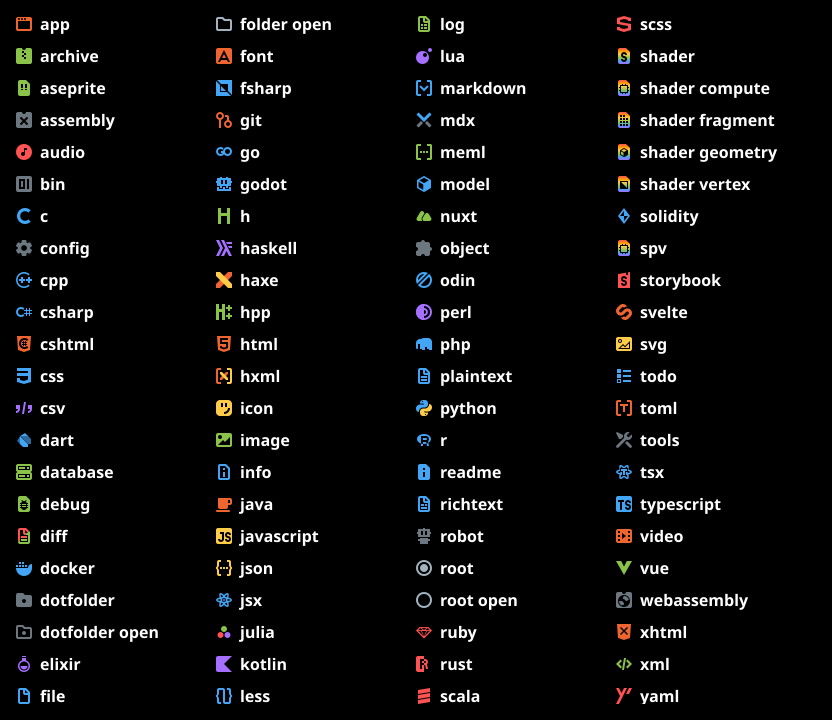 app
archive
aseprite
assembly
audio
bin
c
config
cpp
csharp
cshtml
css
csv
dart
database
debug
diff
docker
dotfolder
dotfolder open
elixir
file
folder open
font
fsharp
git
go
godot
h
haskell
haxe
hpp
html
hxml
icon
image
info
java
javascript
json
jsx
julia
kotlin
less
log
lua
markdown
mdx
meml
model
nuxt
object
odin
perl
php
plaintext
python
r
readme
richtext
robot
root
root open
ruby
rust
scala
scss
shader
shader compute
shader fragment
shader geometry
shader vertex
solidity
spv
storybook
svelte
svg
todo
toml
tools
tsx
typescript
video
vue
webassembly
xhtml
xml
yaml